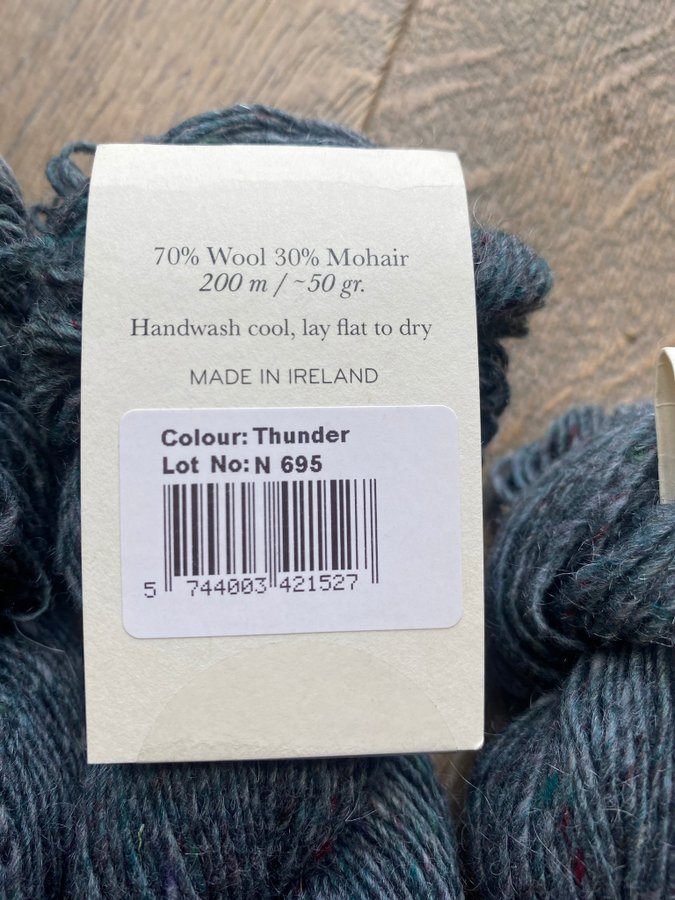 70% Wool 30% Mohair
200 m / ~50 gr.
Handwash cool, lay flat to dry
MADE IN IRELAND
Colour: Thunder
Lot No: N 695
5 744003 421527